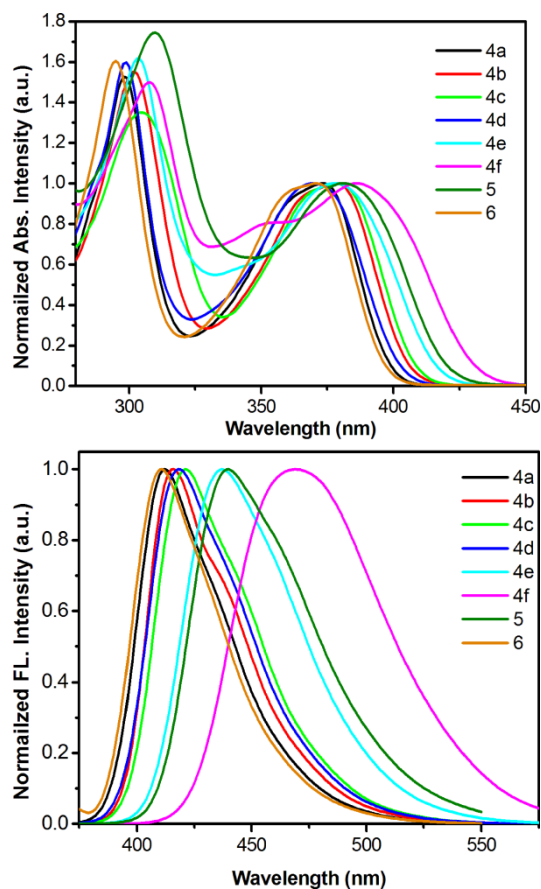 Normailzed Abs. Intensity (a.u.)
1.8
1.6
1.4
1.2
1.0
0.8
0.6
0.4
0.2
0.0
4a
4b
4c
4d
4e
4f
5
6
300 350 400 450
Wavelength (nm)
Normailzed FL. Intensity (a.u.)
1.0
0.8
0.6
0.4
0.2
0.0
4a
4b
4c
4d
4e
4f
5
6
400 450 500 550
Wavelength (nm)